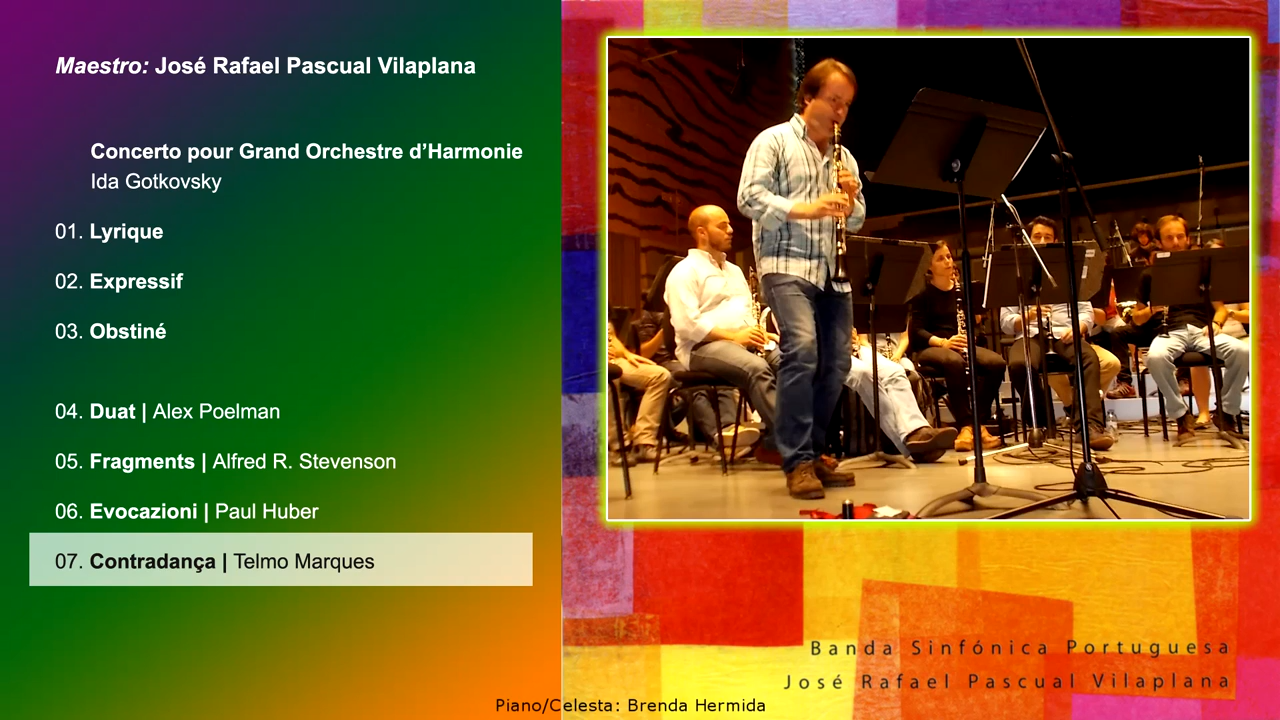 Maestro: José Rafael Pascual Vilaplana
Concerto pour Grand Orchestre d’Harmonie
Ida Gotkovsky
01. Lyrique
02. Expressif
03. Obstiné
04. Duat | Alex Poelman
05. Fragments | Alfred R. Stevenson
06. Evocazioni | Paul Huber
07. Contradança | Telmo Marques
Banda Sinfónica Portuguesa
José Rafael Pascual Vilaplana
Piano/Celesta: Brenda Hermida